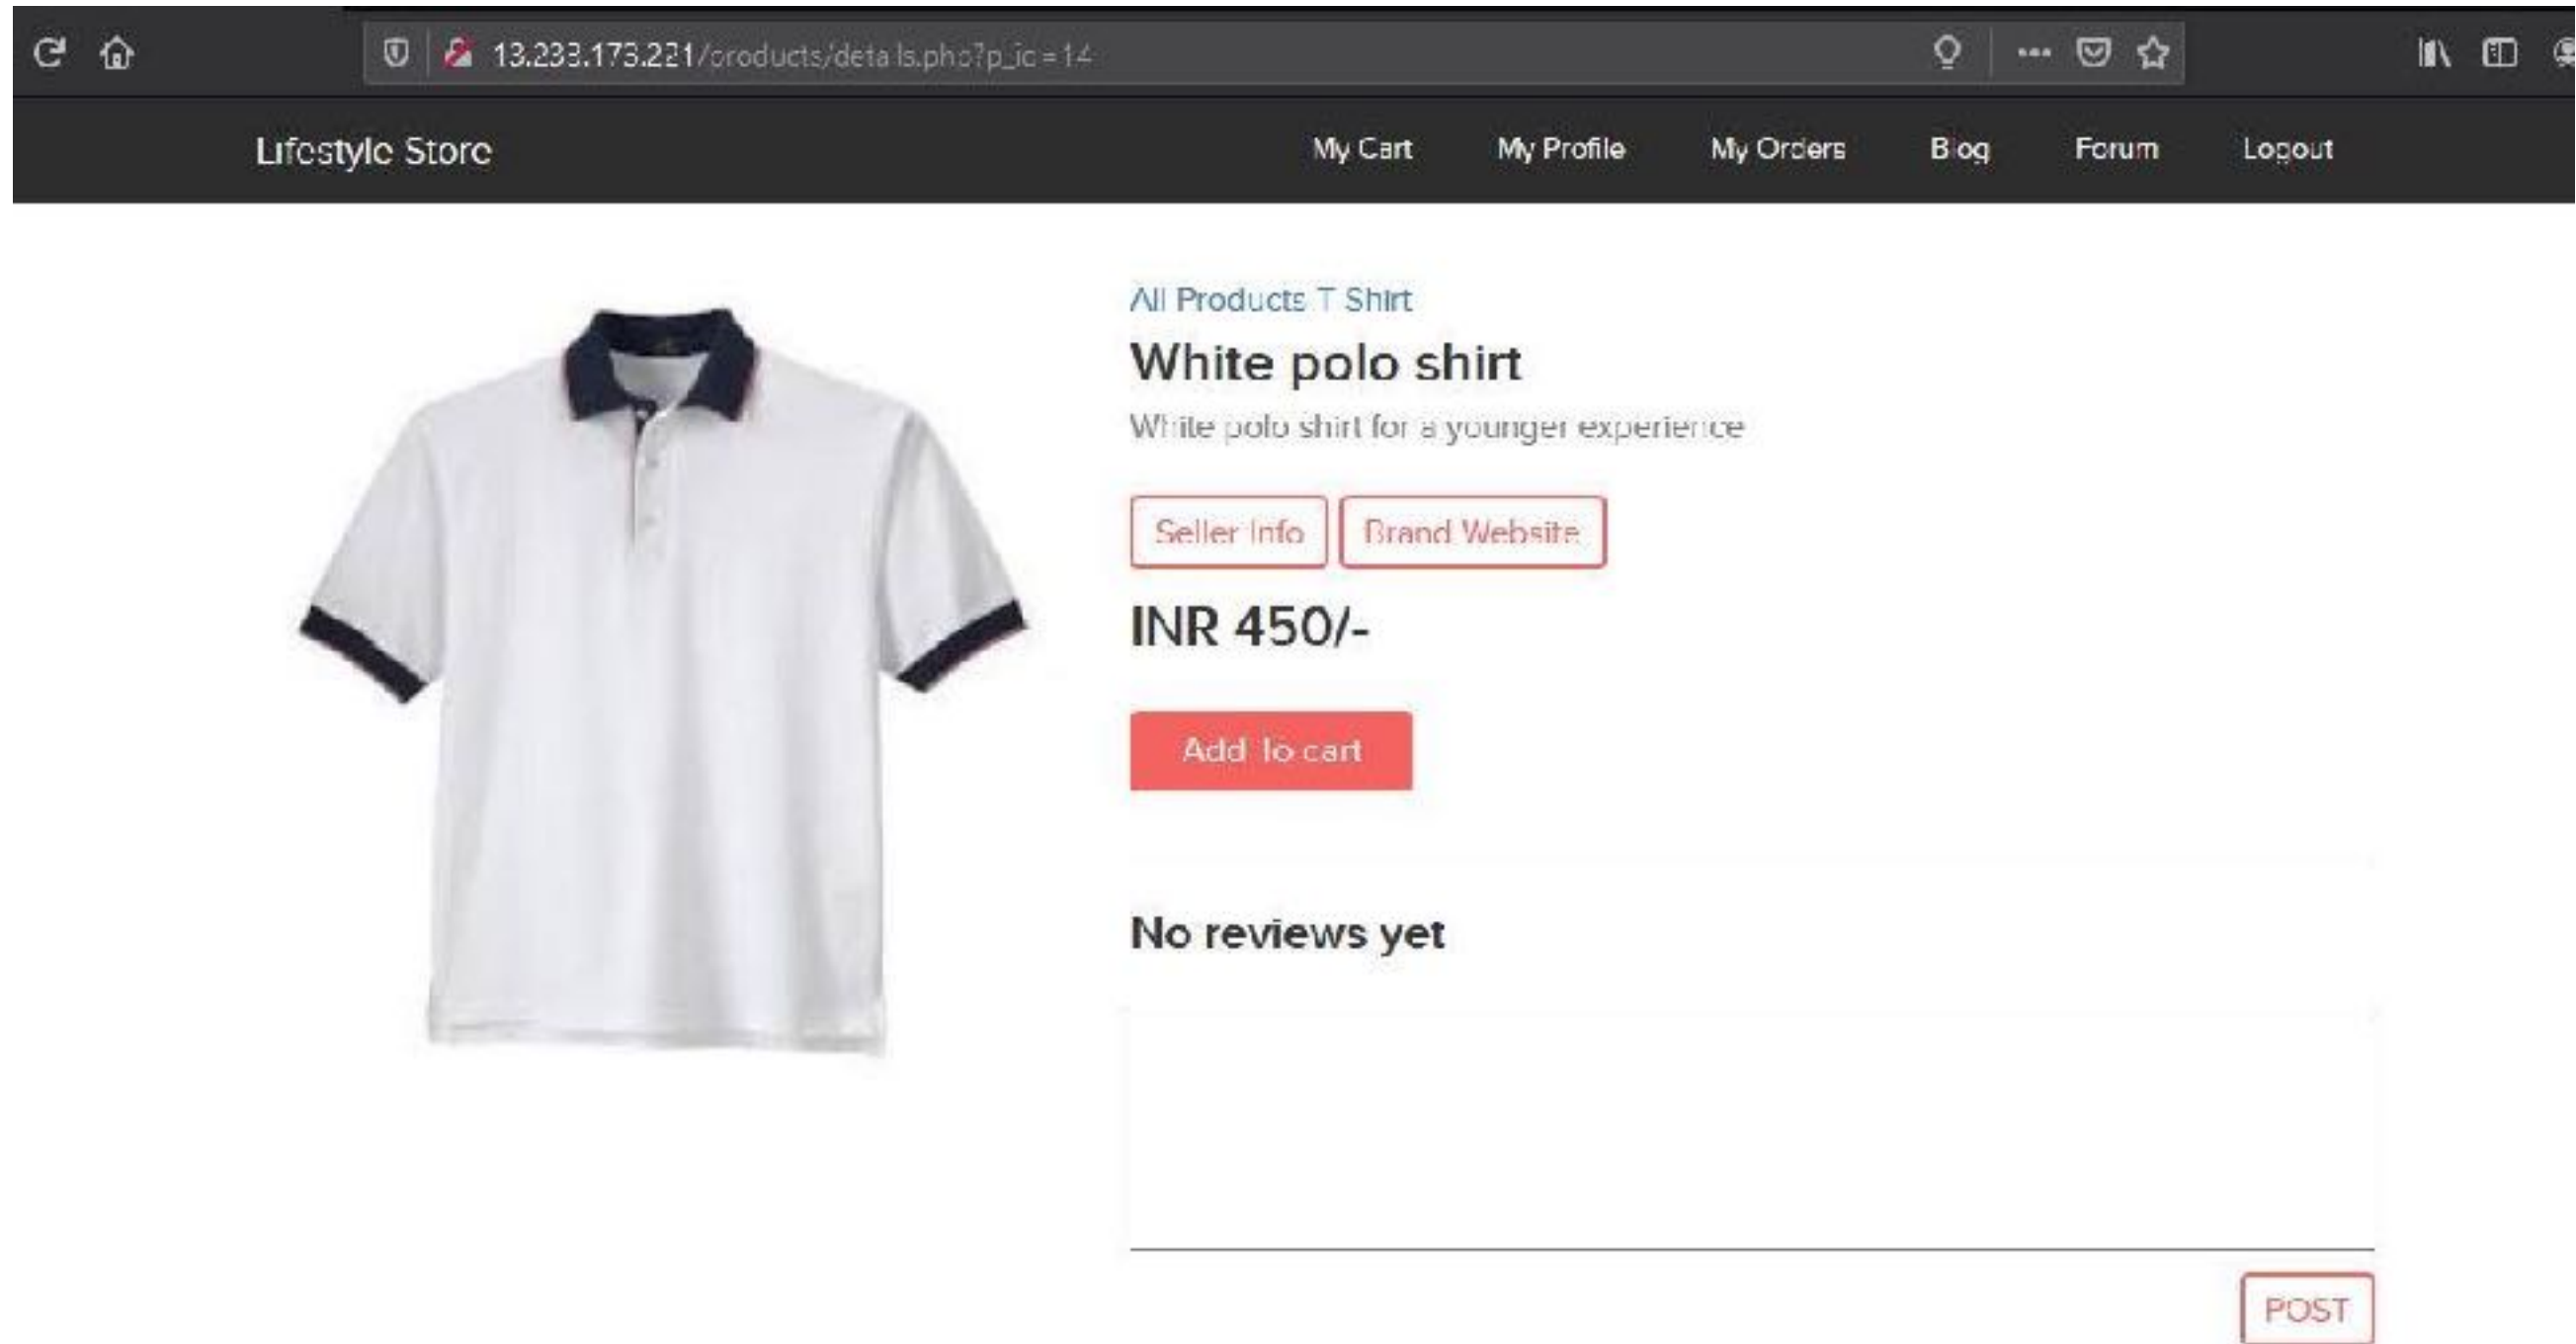 13.233.173.221/products/details.php?p_id=14
Lifestyle Store My Cart My Profile My Orders Blog Forum Logout
All Products T Shirt
White polo shirt
White polo shirt for a younger experience
Seller Info Brand Website
INR 450/-
Add To cart
No reviews yet
POST